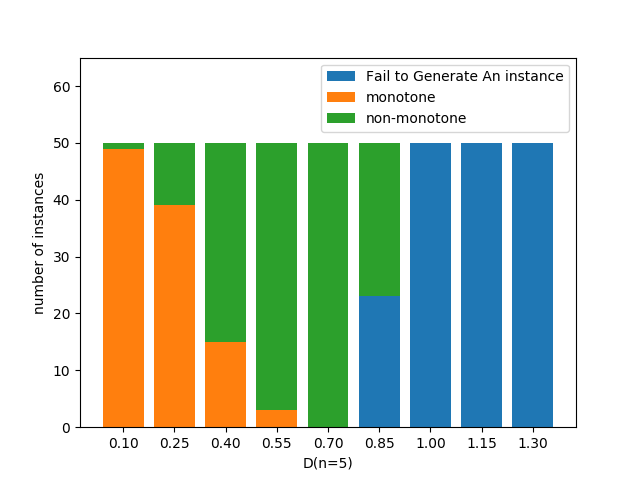 Fail to Generate An instance
monotone
non-monotone
number of instances
60
50
40
30
20
10
0
0.10 0.25 0.40 0.55 0.70 0.85 1.00 1.15 1.30
D(n=5)